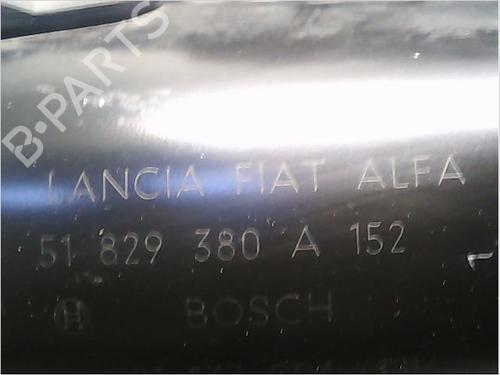 B-PARTS
LANCIA FIAT ALFA
51 829 380 A 152
BOSCH